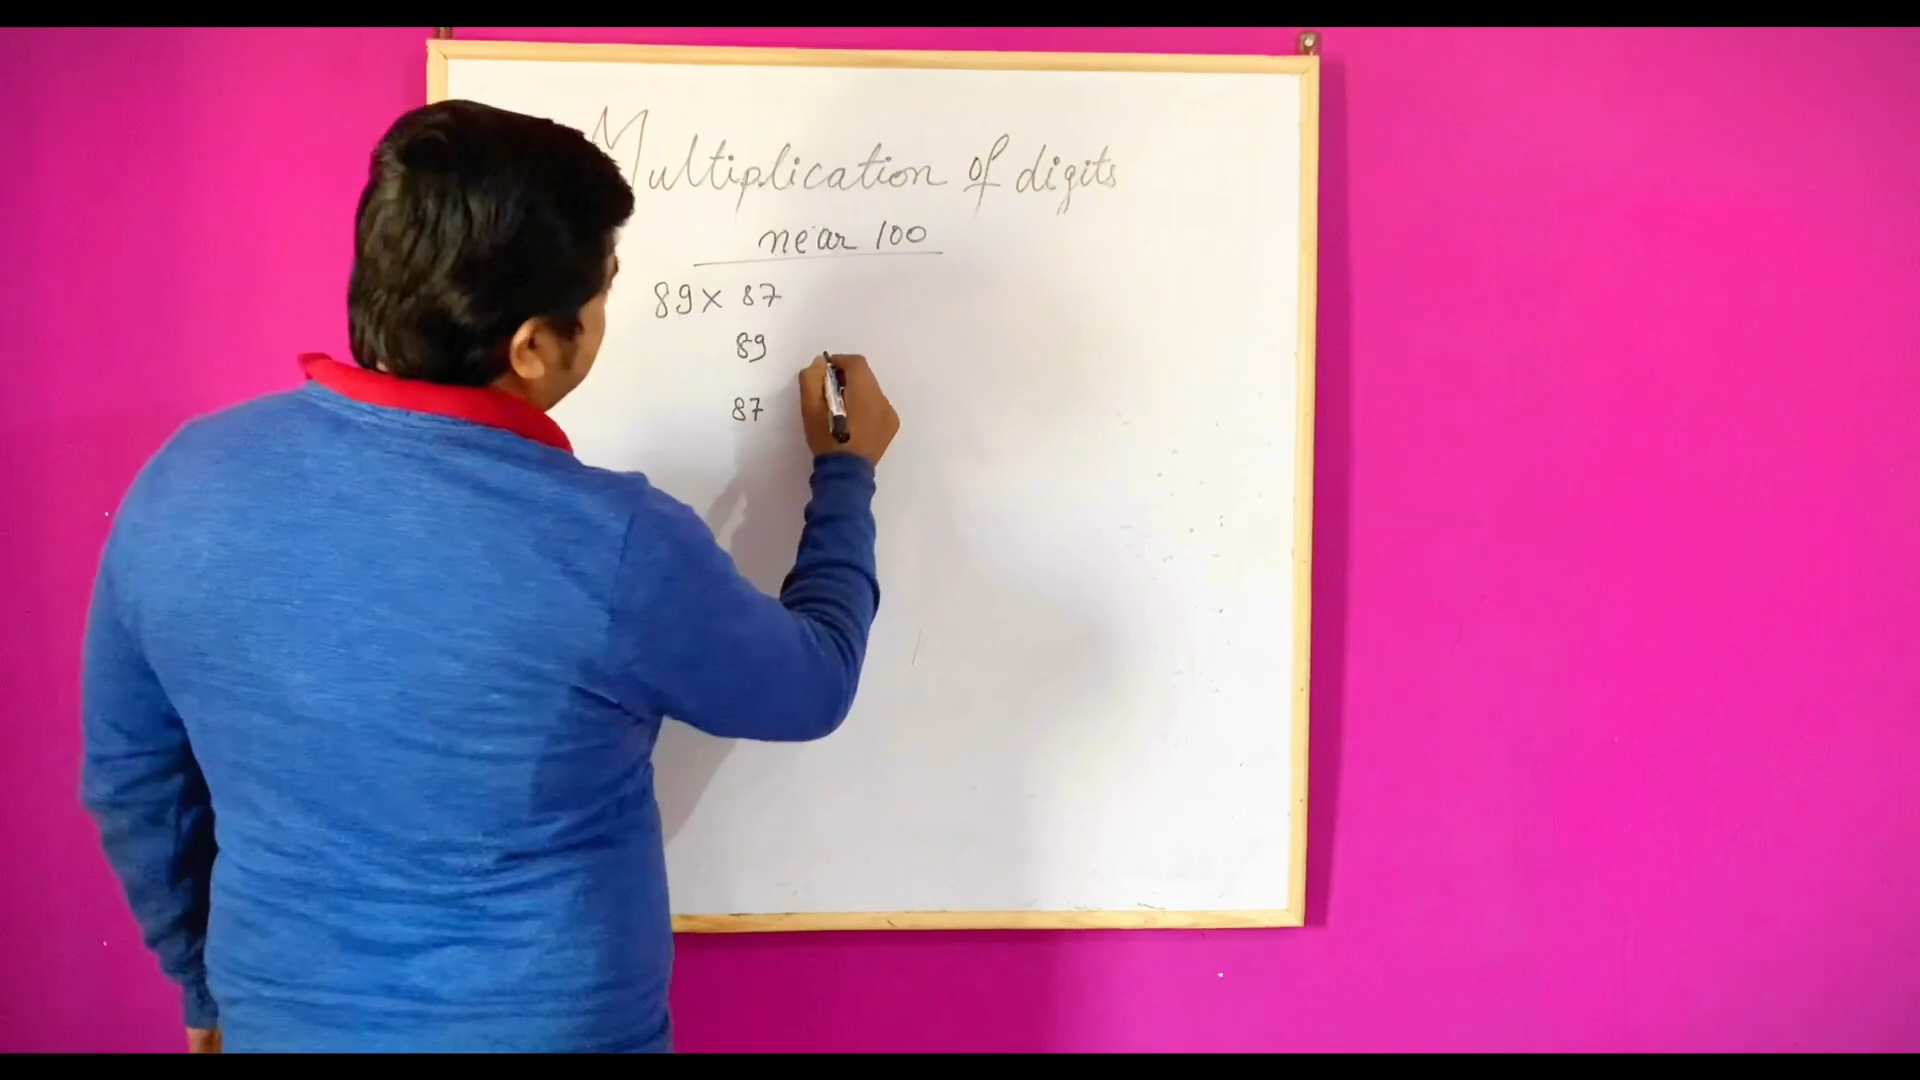 Multiplication of digits
near 100
89 × 87
89
87